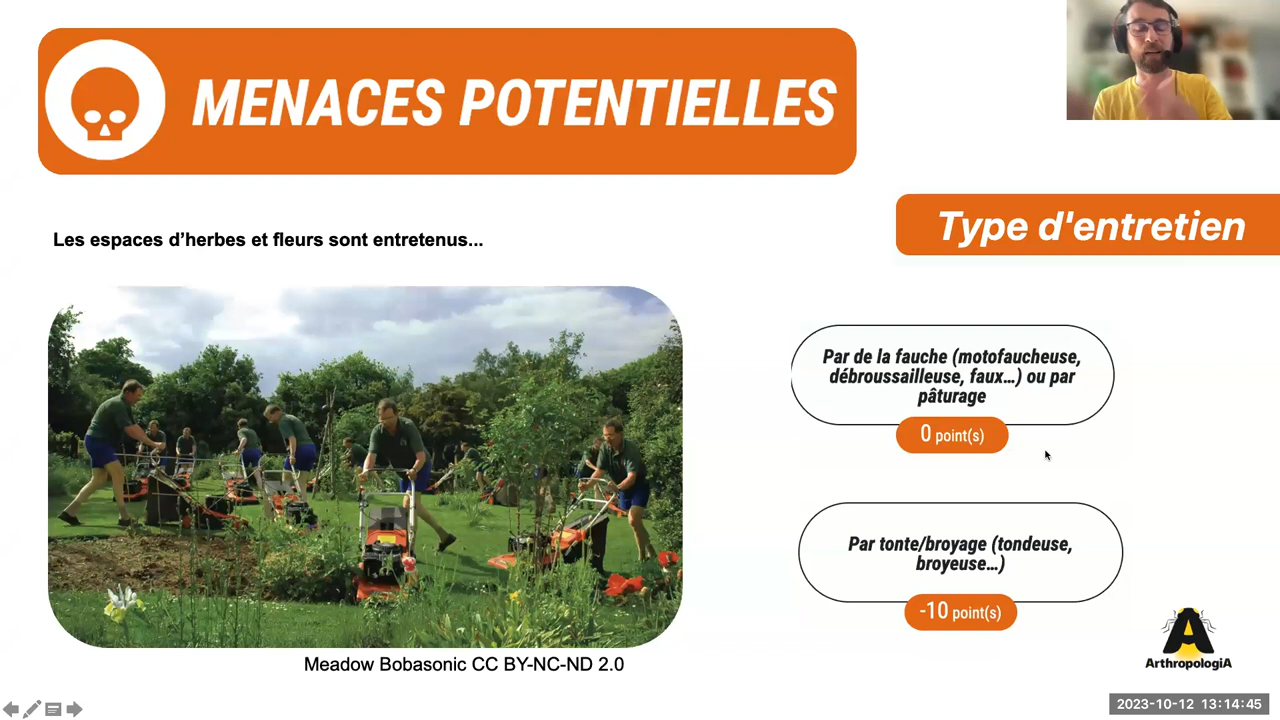 MENACES POTENTIELLES
Type d'entretien
Les espaces d’herbes et fleurs sont entretenus...
Par de la fauche (motofaucheuse,
débroussailleuse, faux...) ou par
pâturage
0 point(s)
Par tonte/broyage (tondeuse,
broyeuse...)
-10 point(s)
Meadow Bobasonic CC BY-NC-ND 2.0
ArthropologiA
2023-10-12 13:14:45